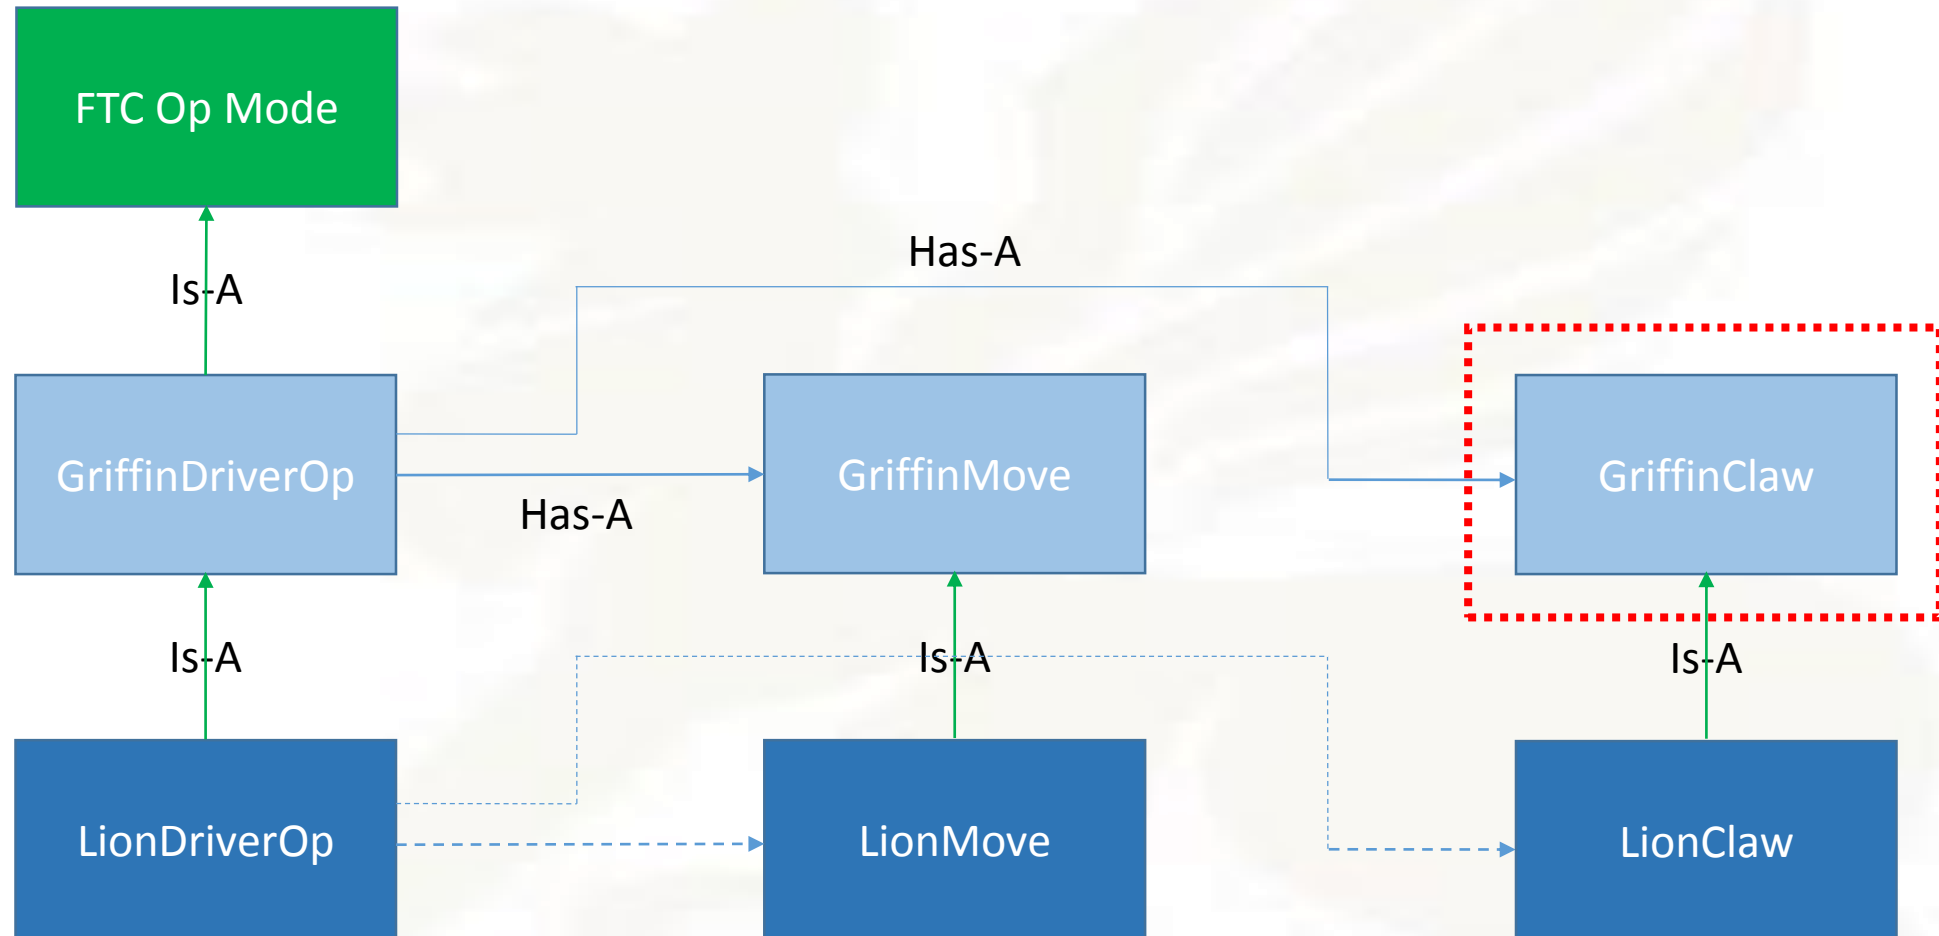 FTC Op Mode
Has-A
Is-A
GriffinDriverOp
GriffinMove
GriffinClaw
Has-A
Is-A
Is-A
Is-A
LionDriverOp
LionMove
LionClaw